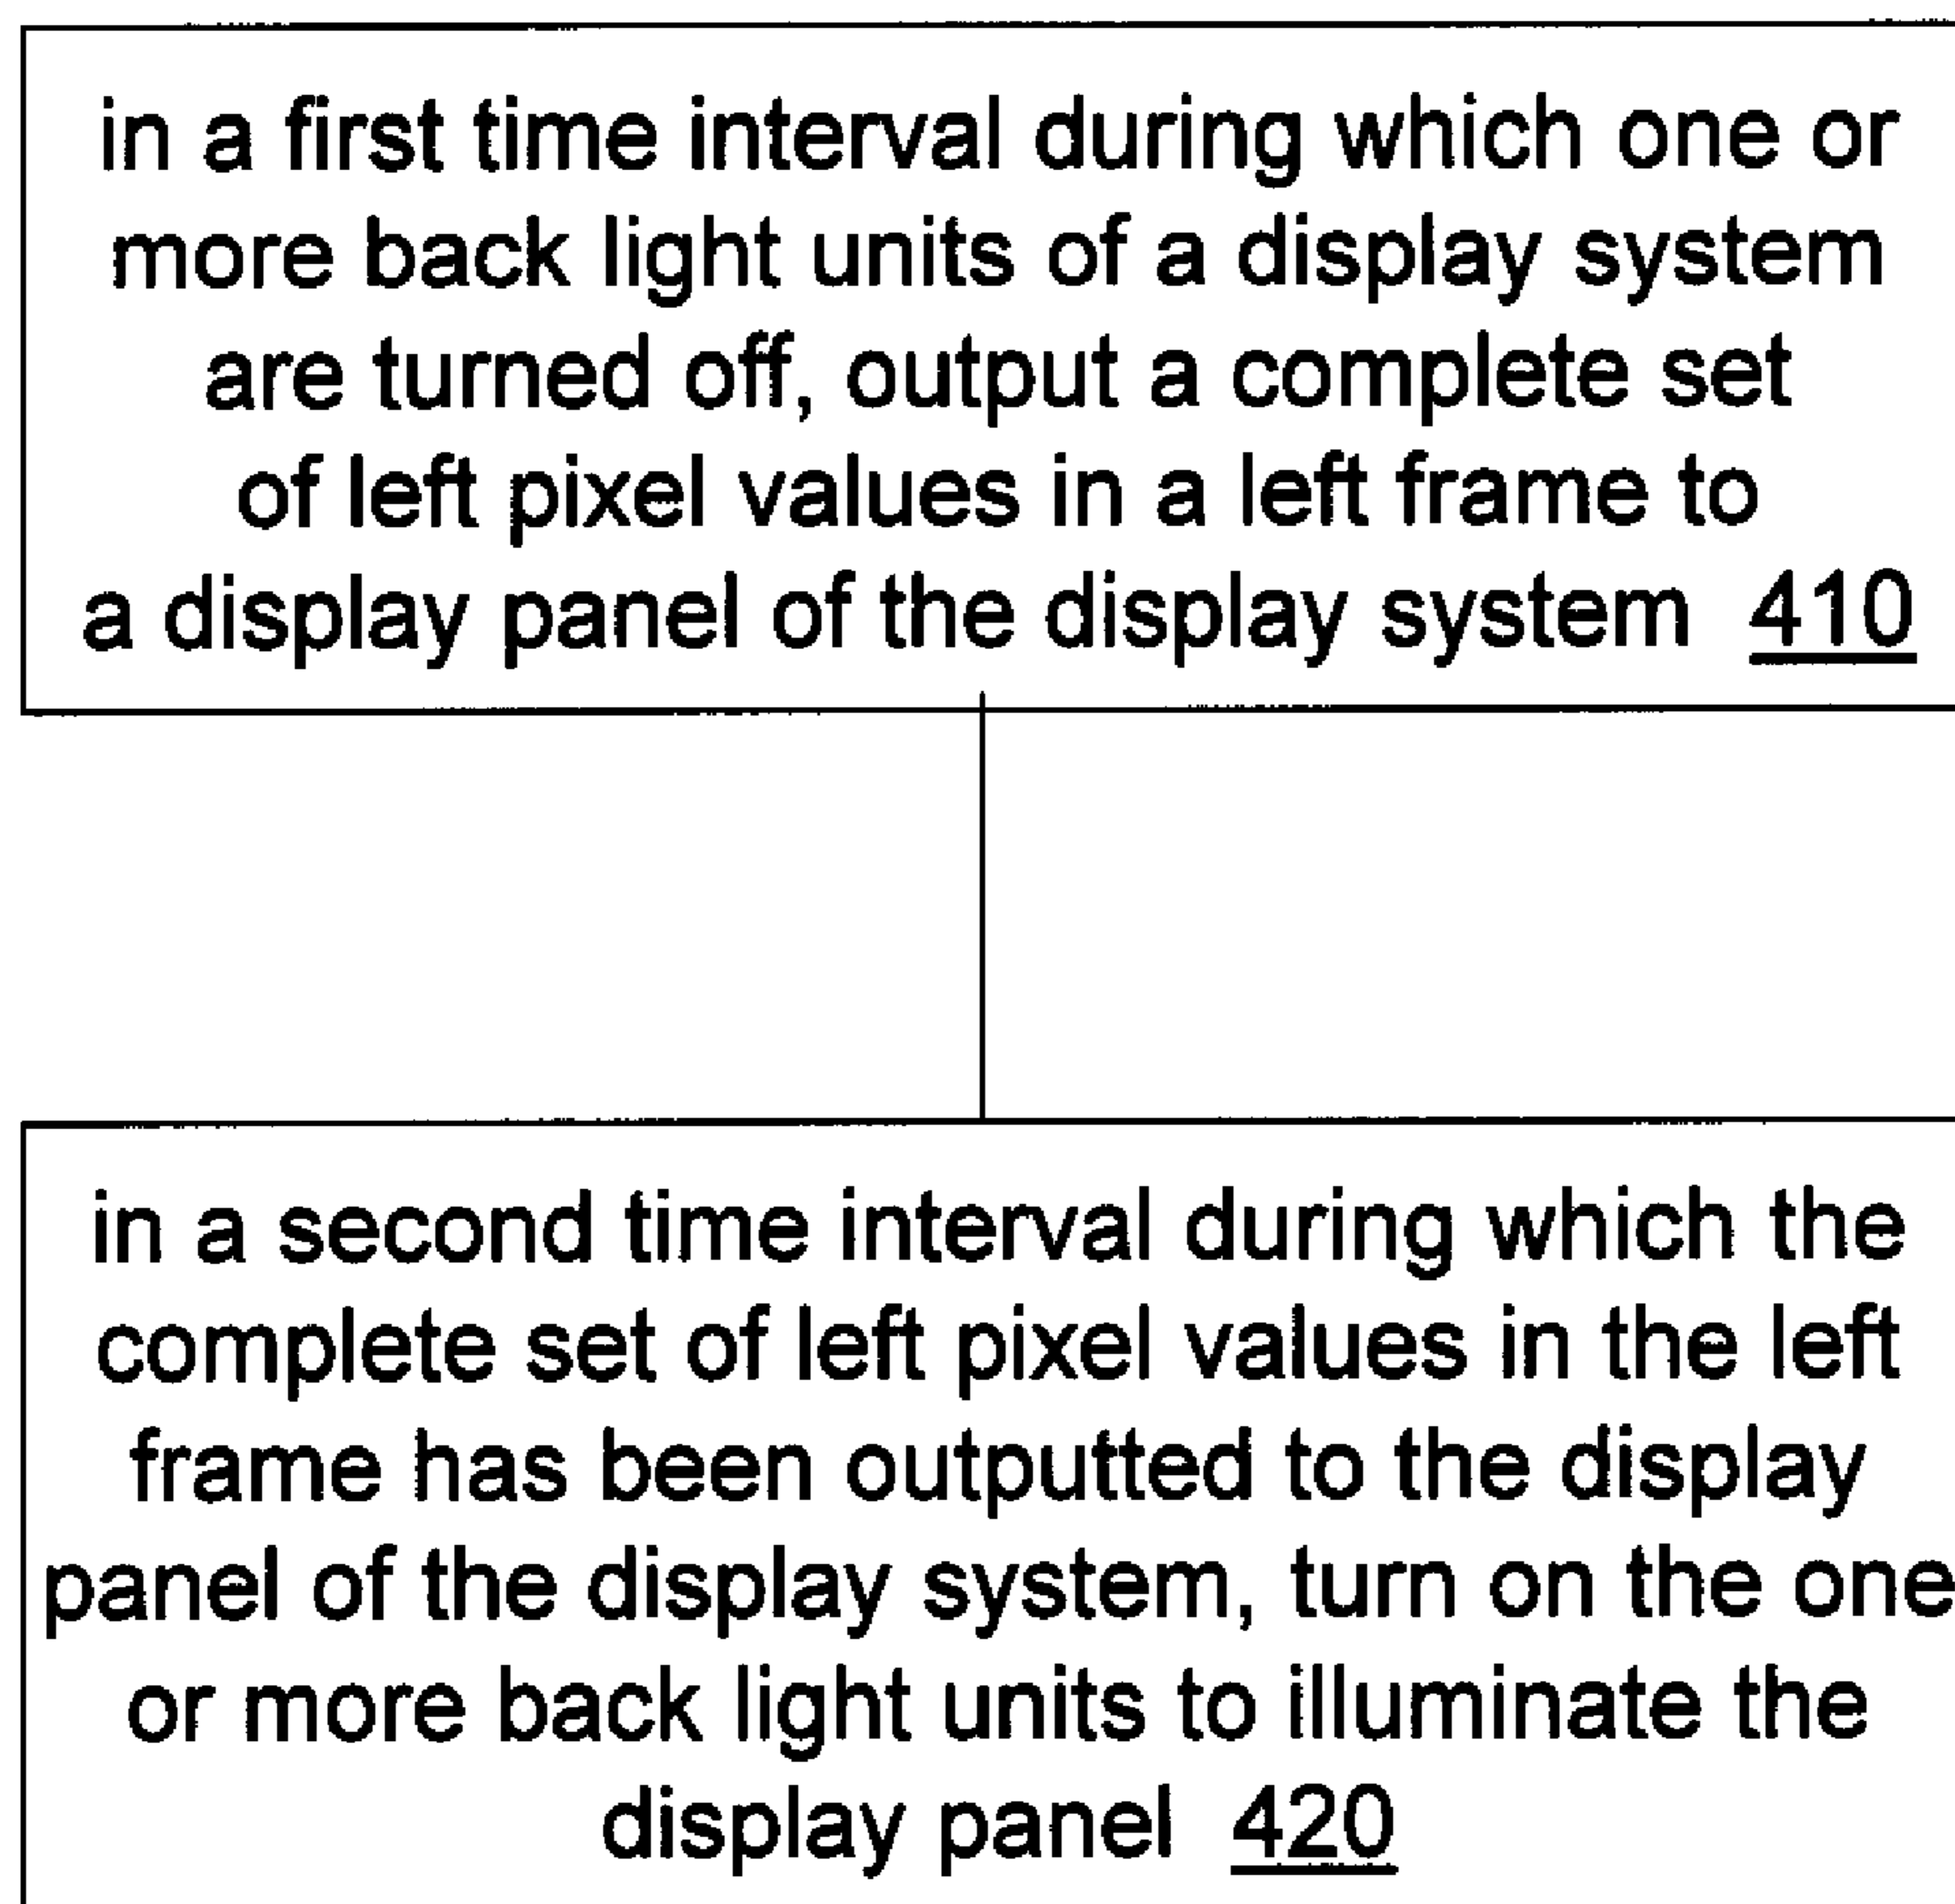 in a first time interval during which one or
more back light units of a display system
are turned off, output a complete set
of left pixel values in a left frame to
a display panel of the display system 410
in a second time interval during which the
complete set of left pixel values in the left
frame has been outputted to the display
panel of the display system, turn on the one
or more back light units to illuminate the
display panel 420